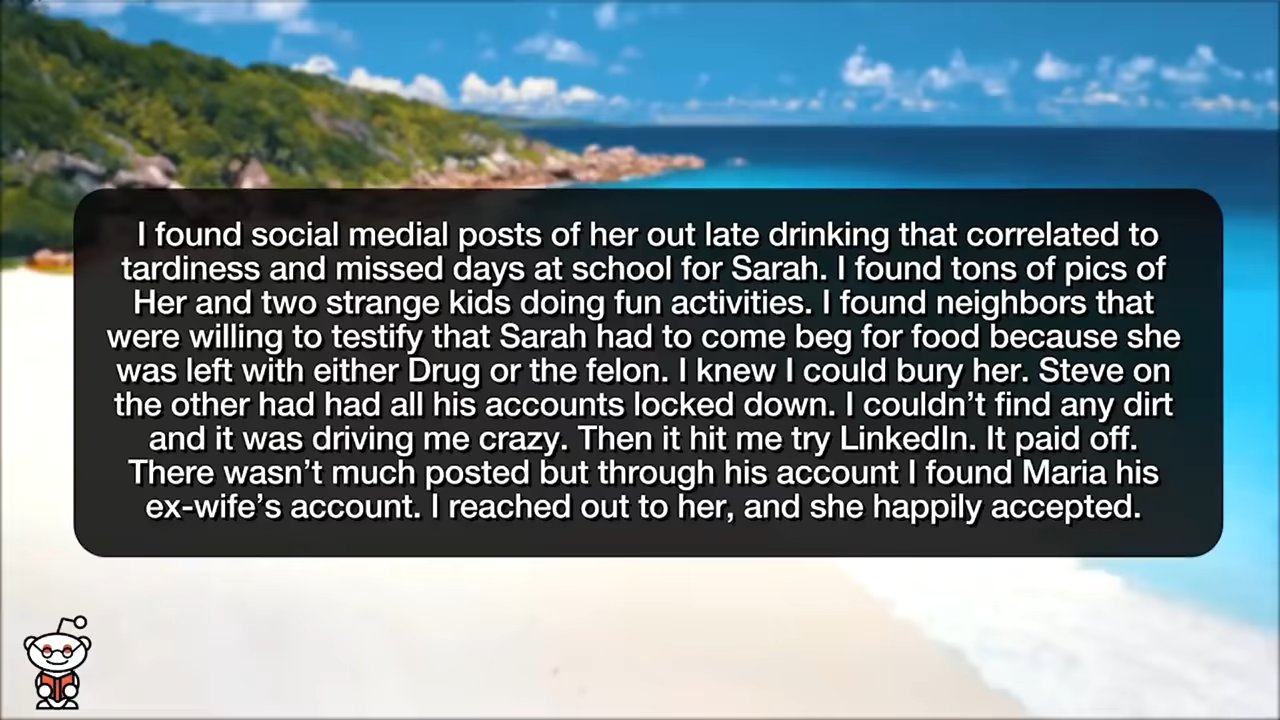 I found social medial posts of her out late drinking that correlated to
tardiness and missed days at school for Sarah. I found tons of pics of
Her and two strange kids doing fun activities. I found neighbors that
were willing to testify that Sarah had to come beg for food because she
was left with either Drug or the felon. I knew I could bury her. Steve on
the other had had all his accounts locked down. I couldn’t find any dirt
and it was driving me crazy. Then it hit me try LinkedIn. It paid off.
There wasn’t much posted but through his account I found Maria his
ex-wife’s account. I reached out to her, and she happily accepted.